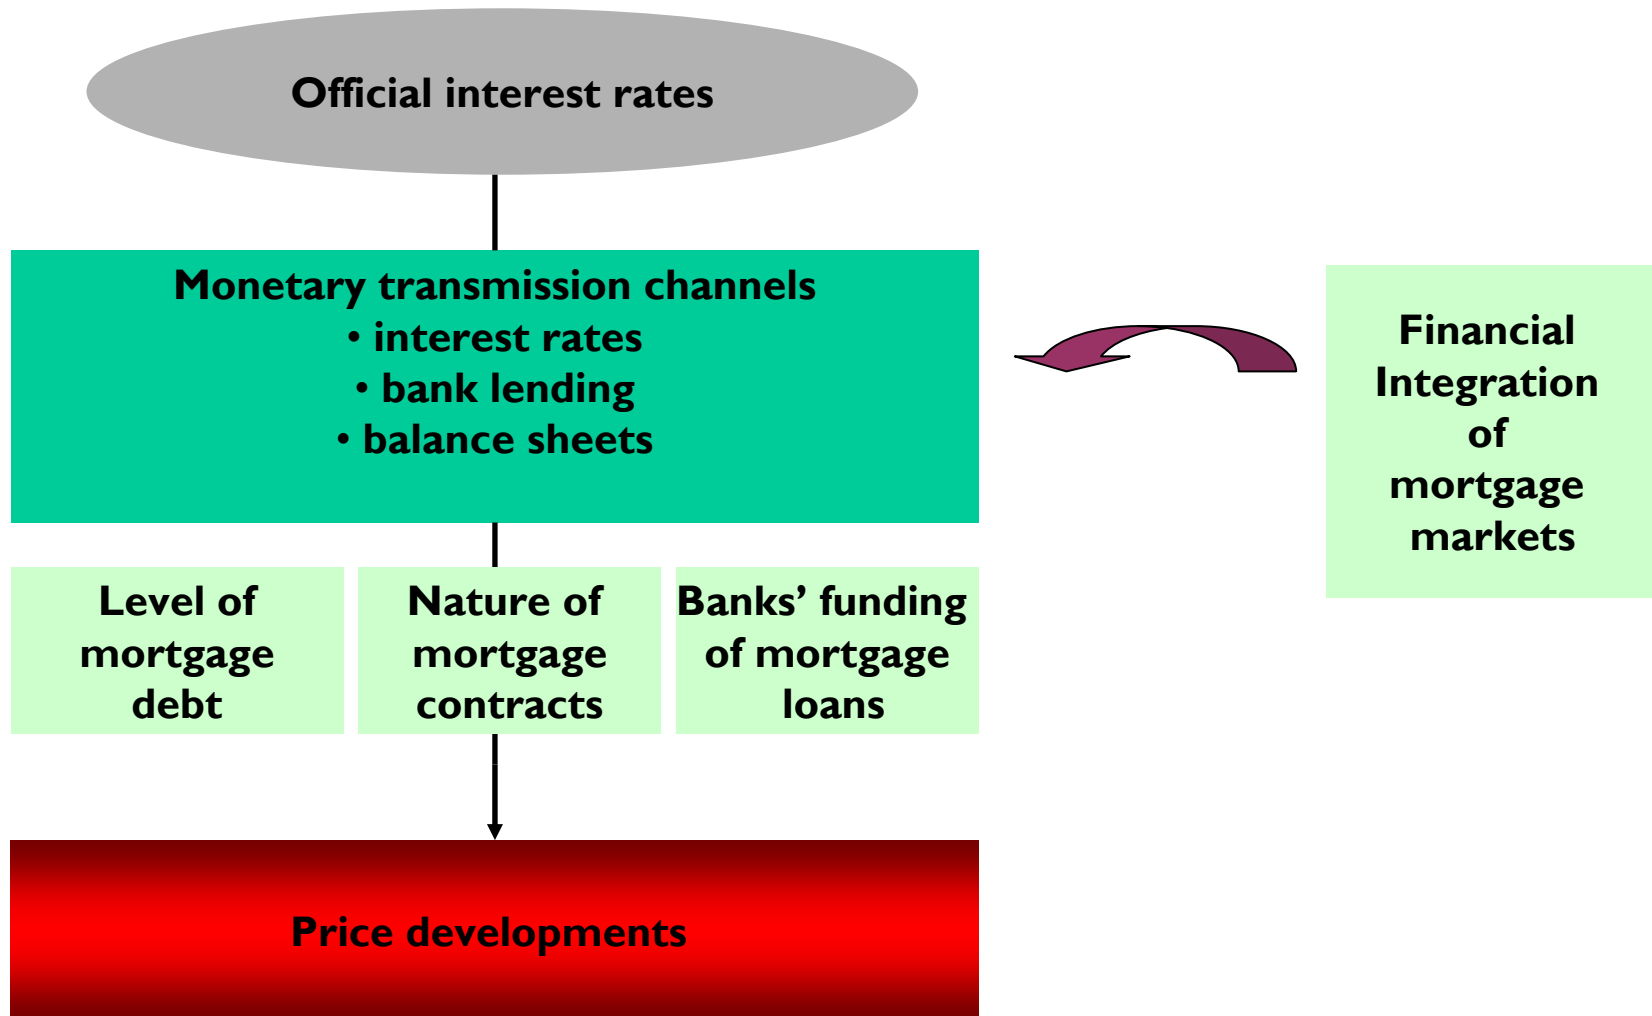 Official interest rates
Monetary transmission channels
• interest rates
• bank lending
• balance sheets
Financial
Integration
of
mortgage
markets
Level of
mortgage
debt
Nature of
mortgage
contracts
Banks’ funding
of mortgage
loans
Price developments